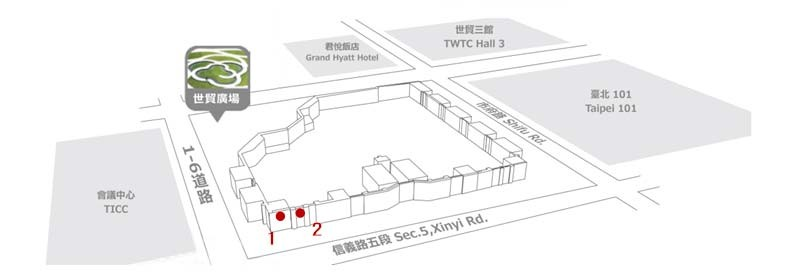 世貿三館
TWTC Hall 3
君悅飯店
Grand Hyatt Hotel
臺北 101
Taipei 101
世貿廣場
市府路 Shifu Rd.
1-6道路
會議中心
TICC
1
2
信義路五段 Sec.5,Xinyi Rd.